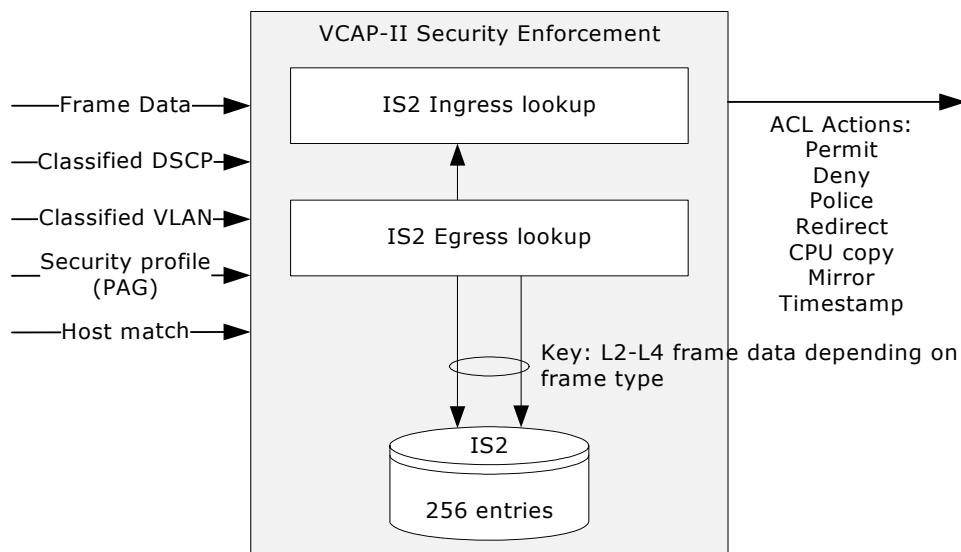 VCAP-II Security Enforcement
IS2 Ingress lookup
IS2 Egress lookup
Frame Data
Classified DSCP
Classified VLAN
Security profile
(PAG)
Host match
ACL Actions:
Permit
Deny
Police
Redirect
CPU copy
Mirror
Timestamp
Key: L2-L4 frame data depending on
frame type
IS2
256 entries